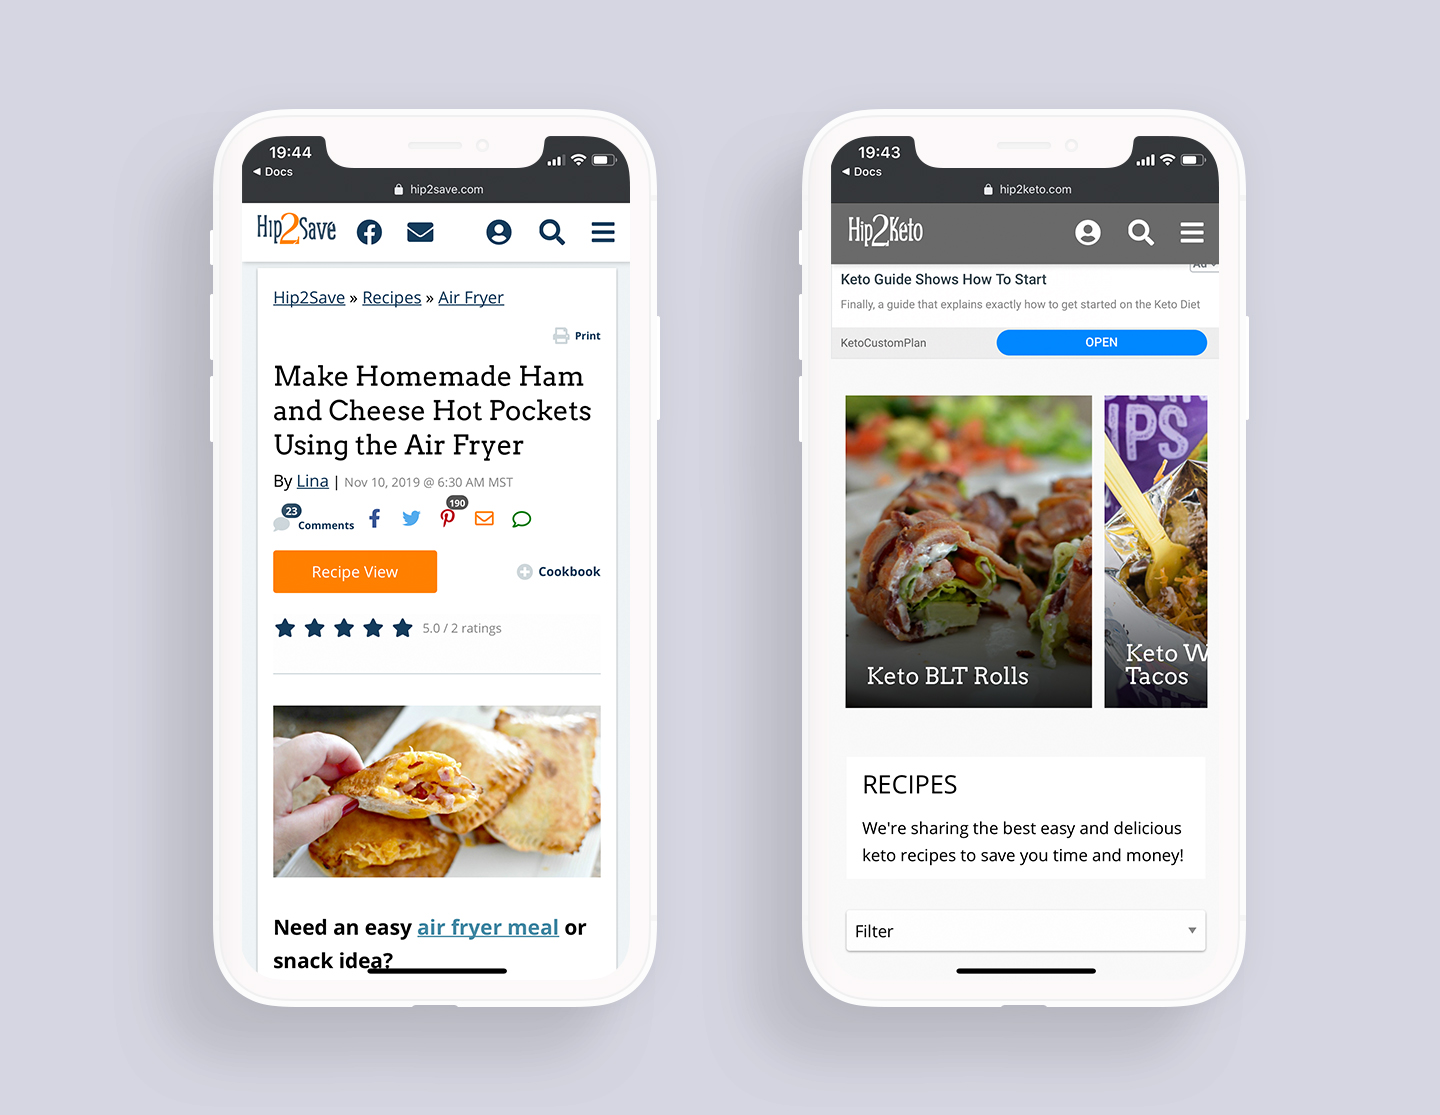 19:44
Docs
hip2save.com
Hip2Save
Hip2Save » Recipes » Air Fryer
Print
Make Homemade Ham
and Cheese Hot Pockets
Using the Air Fryer
By Lina | Nov 10, 2019 @ 6:30 AM MST
23
Comments
190
Recipe View
Cookbook
5.0 / 2 ratings
Need an easy air fryer meal or
snack idea?
19:43
Docs
hip2keto.com
Hip2Keto
Ad
Keto Guide Shows How To Start
Finally, a guide that explains exactly how to get started on the Keto Diet
KetoCustomPlan
OPEN
IPS
Keto BLT Rolls
Keto W
Tacos
RECIPES
We're sharing the best easy and delicious
keto recipes to save you time and money!
Filter